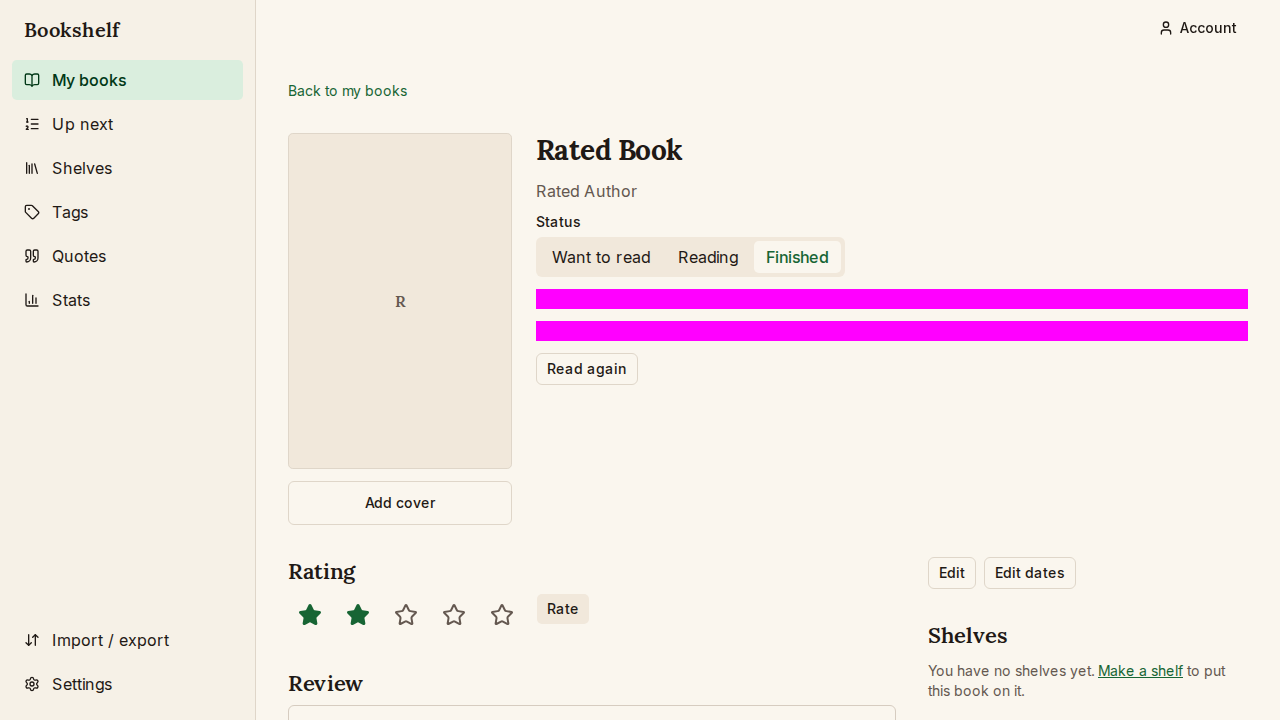 Bookshelf
My books
Up next
Shelves
Tags
Quotes
Stats
Import / export
Settings
Account
Back to my books
R
Add cover
Rated Book
Rated Author
Status
Want to read
Reading
Finished
Read again
Rating
Rate
Review
Edit
Edit dates
Shelves
You have no shelves yet. Make a shelf to put
this book on it.